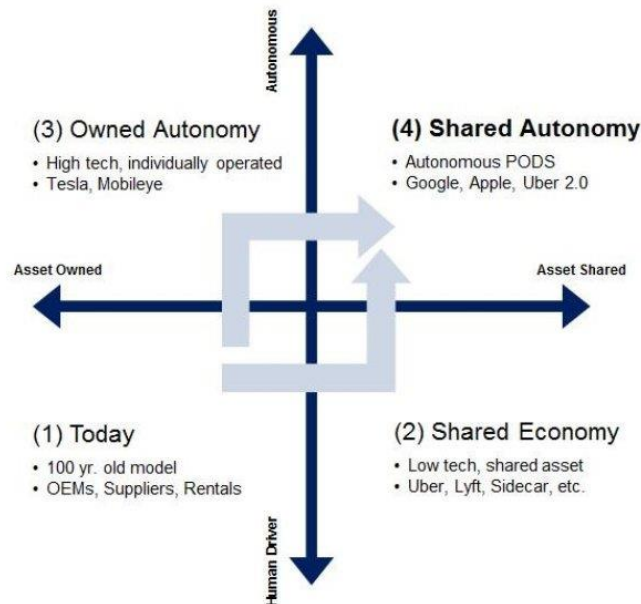 Autonomous
(3) Owned Autonomy
• High tech, individually operated
• Tesla, Mobileye
(4) Shared Autonomy
• Autonomous PODS
• Google, Apple, Uber 2.0
Asset Owned
Asset Shared
(1) Today
• 100 yr. old model
• OEMs, Suppliers, Rentals
(2) Shared Economy
• Low tech, shared asset
• Uber, Lyft, Sidecar, etc.
Human Driver